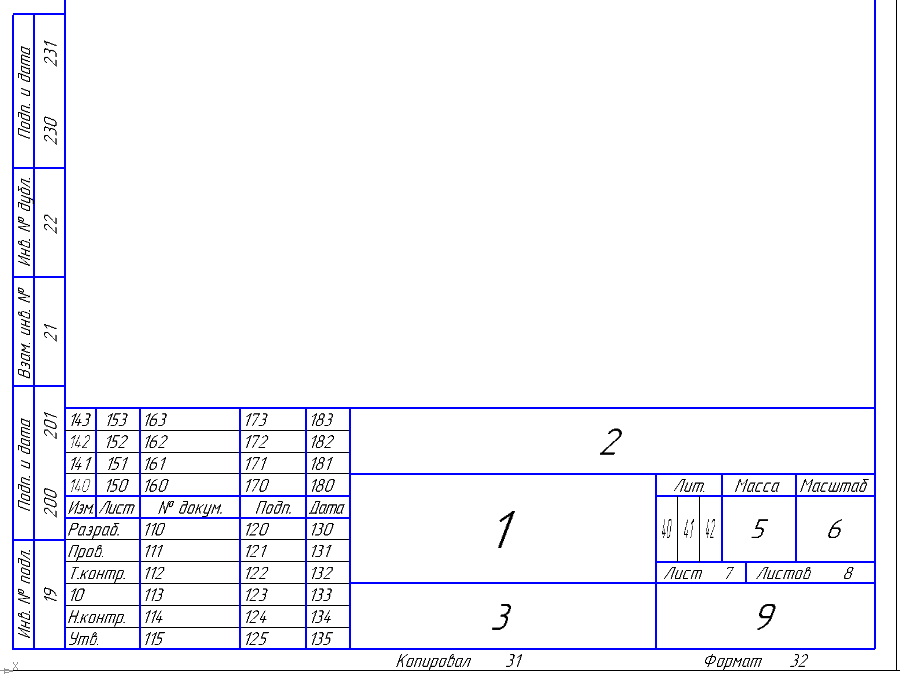 Подп. и дата 230 231
Инв. № дубл. 22
Взам. инв. № 21
Подп. и дата 200 201
Инв. № подл. 19
143 153 163 173 183
142 152 162 172 182
141 151 161 171 181
140 150 160 170 180
Изм. Лист № докум. Подп. Дата
Разраб. 110 120 130
Пров. 111 121 131
Т.контр. 112 122 132
10 113 123 133
Н.контр. 114 124 134
Утв. 115 125 135
2
1
3
Лит. Масса Масштаб
40 41 42 5 6
Лист 7 Листов 8
9
Копировал 31 Формат 32
X